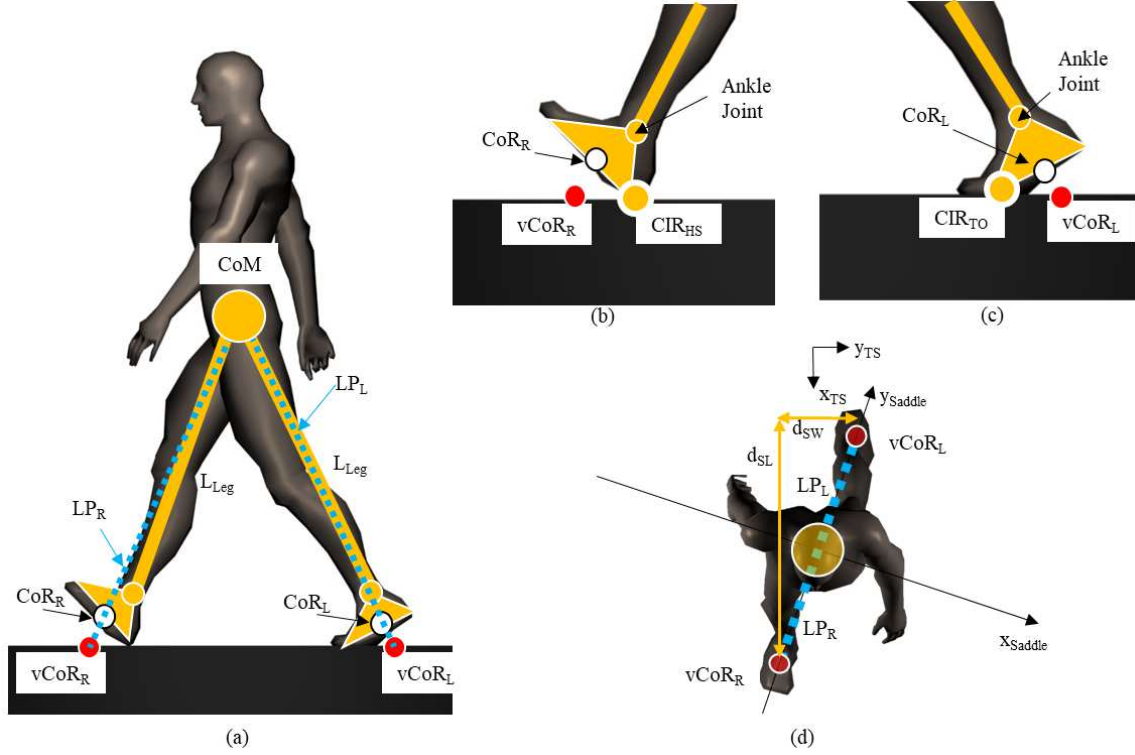 CoM
LP_L
L_Leg
L_Leg
LP_R
CoR_R
CoR_L
vCoR_R
vCoR_L
(a)
Ankle
Joint
CoR_R
vCoR_R
CIR_HS
(b)
Ankle
Joint
CoR_L
CIR_TO
vCoR_L
(c)
y_TS
x_TS
y_Saddle
d_SW
vCoR_L
d_SL
LP_L
LP_R
x_Saddle
vCoR_R
(d)